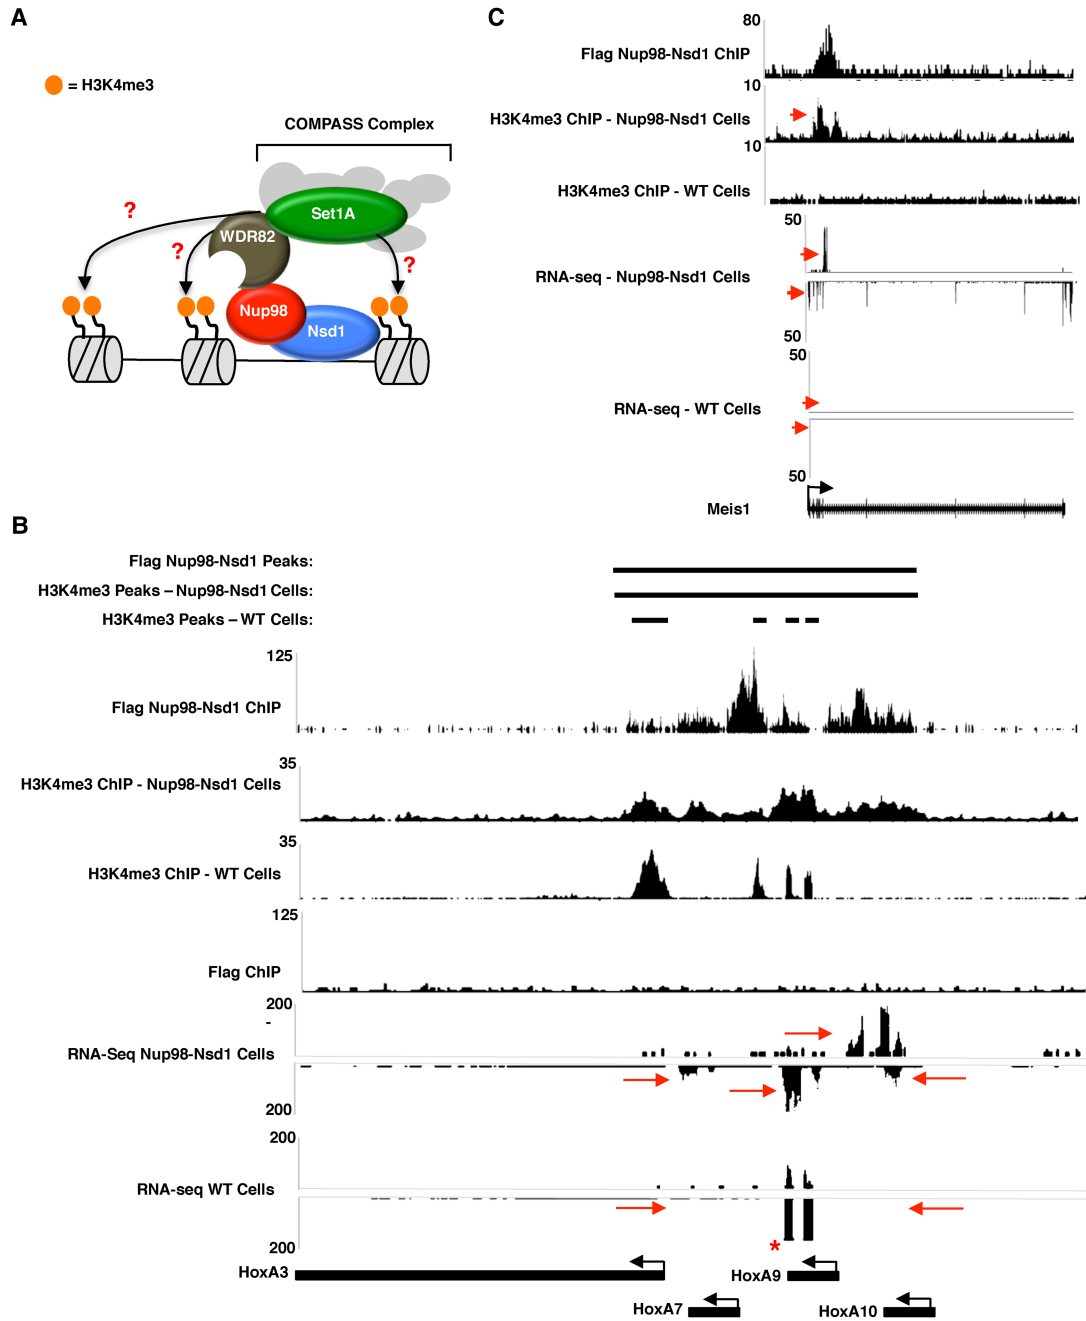 A
= H3K4me3
COMPASS Complex
Set1A
?
WDR82
?
?
Nup98
Nsd1
C
80
Flag Nup98-Nsd1 ChIP
10
H3K4me3 ChIP - Nup98-Nsd1 Cells
10
H3K4me3 ChIP - WT Cells
50
RNA-seq - Nup98-Nsd1 Cells
50
50
RNA-seq - WT Cells
50
Meis1
B
Flag Nup98-Nsd1 Peaks:
H3K4me3 Peaks – Nup98-Nsd1 Cells:
H3K4me3 Peaks – WT Cells:
125
Flag Nup98-Nsd1 ChIP
35
H3K4me3 ChIP - Nup98-Nsd1 Cells
35
H3K4me3 ChIP - WT Cells
125
Flag ChIP
200
-
RNA-Seq Nup98-Nsd1 Cells
200
200
RNA-seq WT Cells
200
*
HoxA3
HoxA9
HoxA7
HoxA10